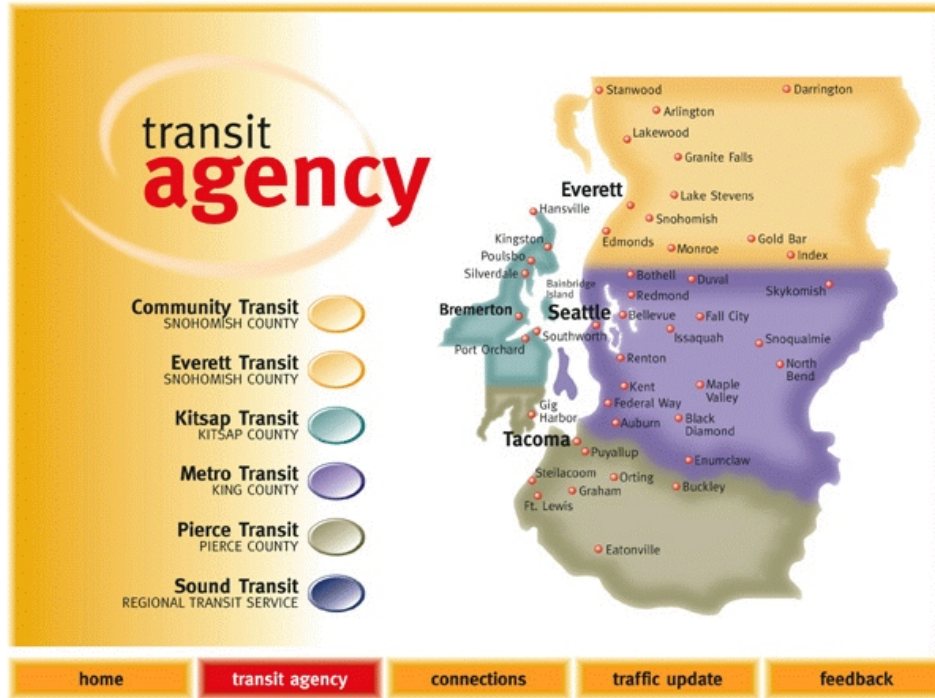 transit
agency
Community Transit
SNOHOMISH COUNTY
Everett Transit
SNOHOMISH COUNTY
Kitsap Transit
KITSAP COUNTY
Metro Transit
KING COUNTY
Pierce Transit
PIERCE COUNTY
Sound Transit
REGIONAL TRANSIT SERVICE
Stanwood
Darrington
Arlington
Lakewood
Granite Falls
Everett
Lake Stevens
Hansville
Snohomish
Edmonds
Gold Bar
Kingston
Monroe
Index
Poulsbo
Silverdale
Bothell
Duval
Bainbridge
Island
Skykomish
Redmond
Bremerton
Seattle
Bellevue
Fall City
Southworth
Issaquah
Snoqualmie
Port Orchard
Renton
North
Bend
Kent
Maple
Valley
Gig
Harbor
Federal Way
Auburn
Black
Diamond
Tacoma
Puyallup
Enumclaw
Steilacoom
Orting
Buckley
Graham
Ft. Lewis
Eatonville
home
transit agency
connections
traffic update
feedback